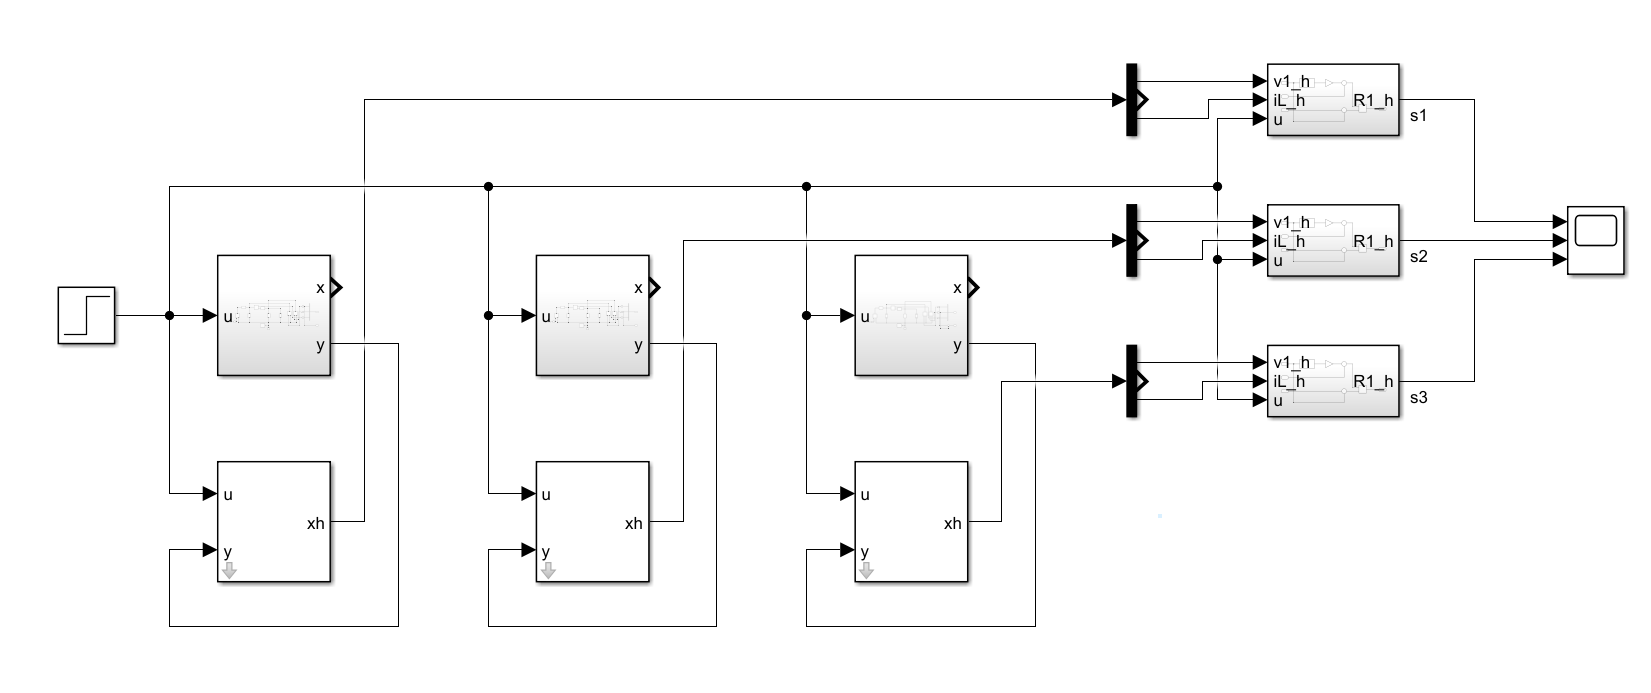 v1_h
iL_h
u
R1_h
s1
v1_h
iL_h
u
R1_h
s2
x
u
y
x
u
y
x
u
y
v1_h
iL_h
u
R1_h
s3
u
xh
y
u
xh
y
u
xh
y